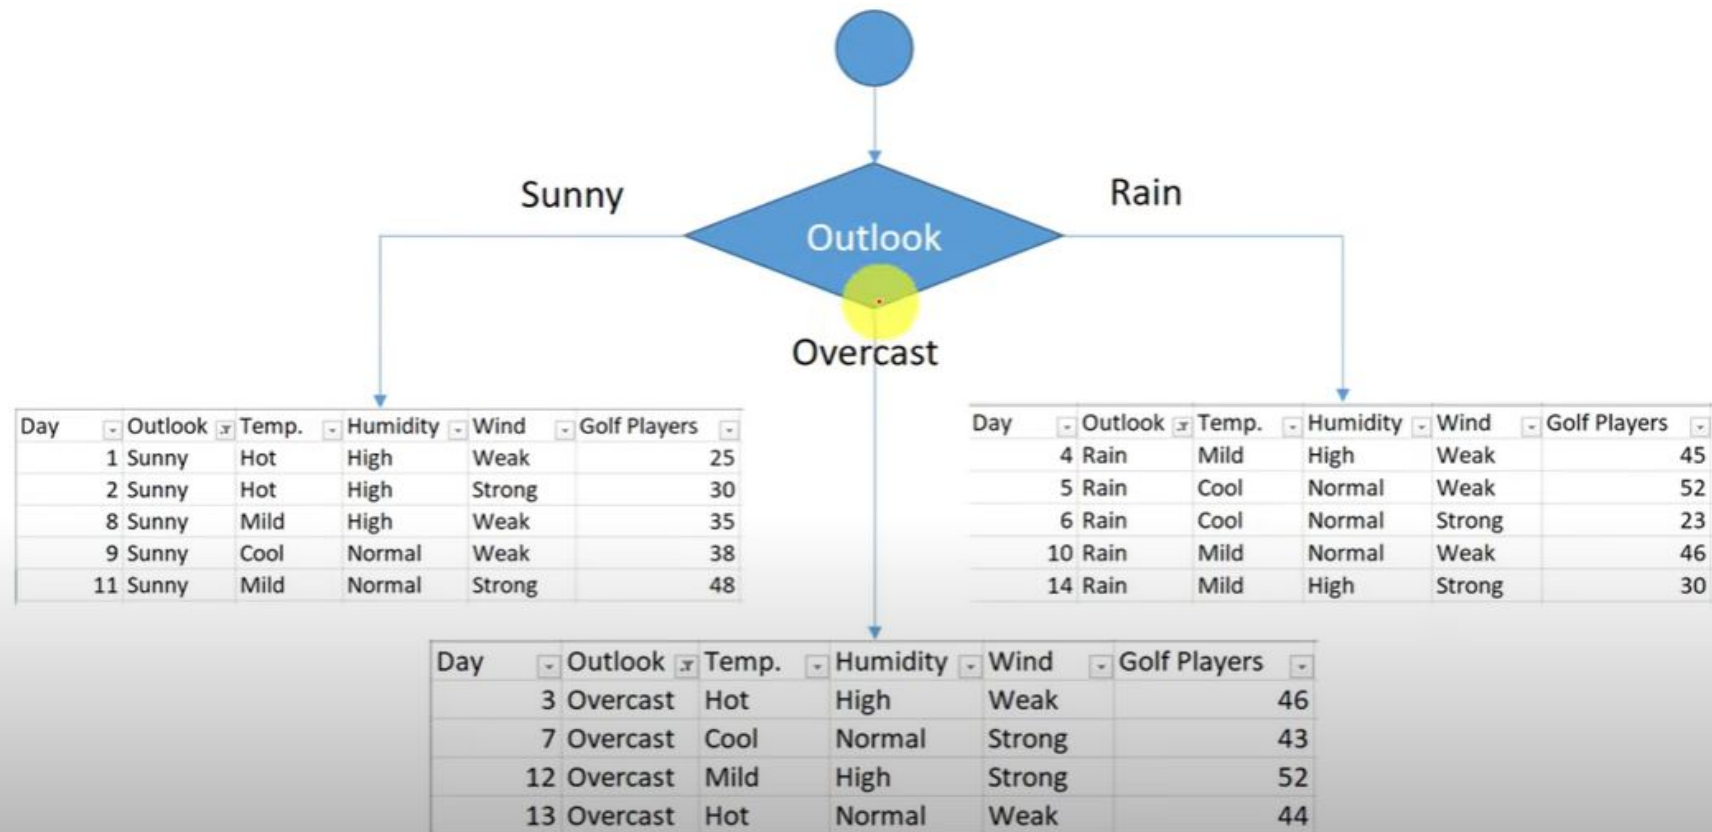 Sunny
Rain
Outlook
Overcast
Day Outlook Temp. Humidity Wind Golf Players
1 Sunny Hot High Weak 25
2 Sunny Hot High Strong 30
8 Sunny Mild High Weak 35
9 Sunny Cool Normal Weak 38
11 Sunny Mild Normal Strong 48
Day Outlook Temp. Humidity Wind Golf Players
4 Rain Mild High Weak 45
5 Rain Cool Normal Weak 52
6 Rain Cool Normal Strong 23
10 Rain Mild Normal Weak 46
14 Rain Mild High Strong 30
Day Outlook Temp. Humidity Wind Golf Players
3 Overcast Hot High Weak 46
7 Overcast Cool Normal Strong 43
12 Overcast Mild High Strong 52
13 Overcast Hot Normal Weak 44